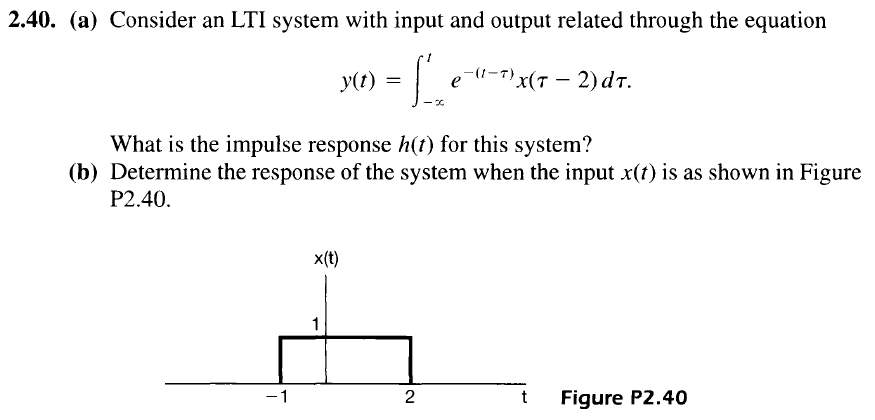 2.40. (a) Consider an LTI system with input and output related through the equation
y(t) = ∫_{-∞}^{t} e^{-(t-τ)} x(τ - 2) dτ.
What is the impulse response h(t) for this system?
(b) Determine the response of the system when the input x(t) is as shown in Figure
P2.40.
x(t)
1
-1 2 t Figure P2.40